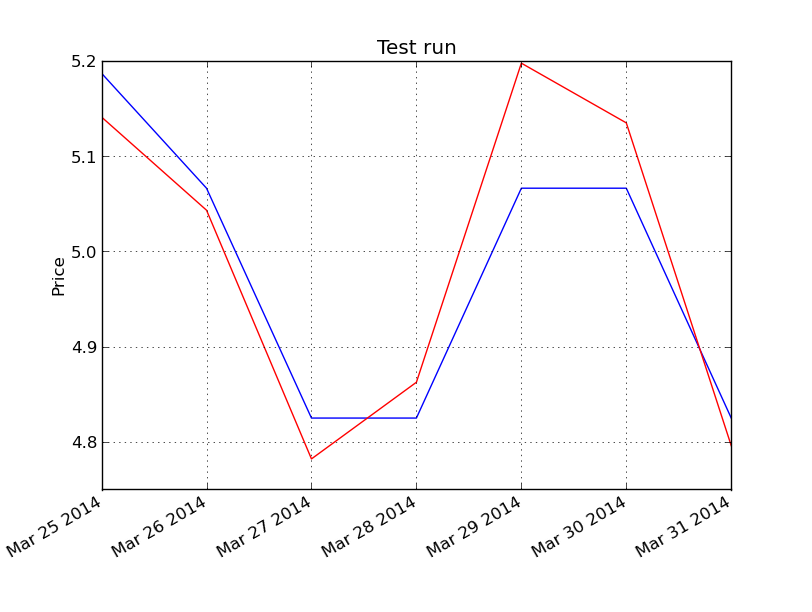 Test run
5.2
5.1
5.0
4.9
4.8
Price
Mar 25 2014
Mar 26 2014
Mar 27 2014
Mar 28 2014
Mar 29 2014
Mar 30 2014
Mar 31 2014